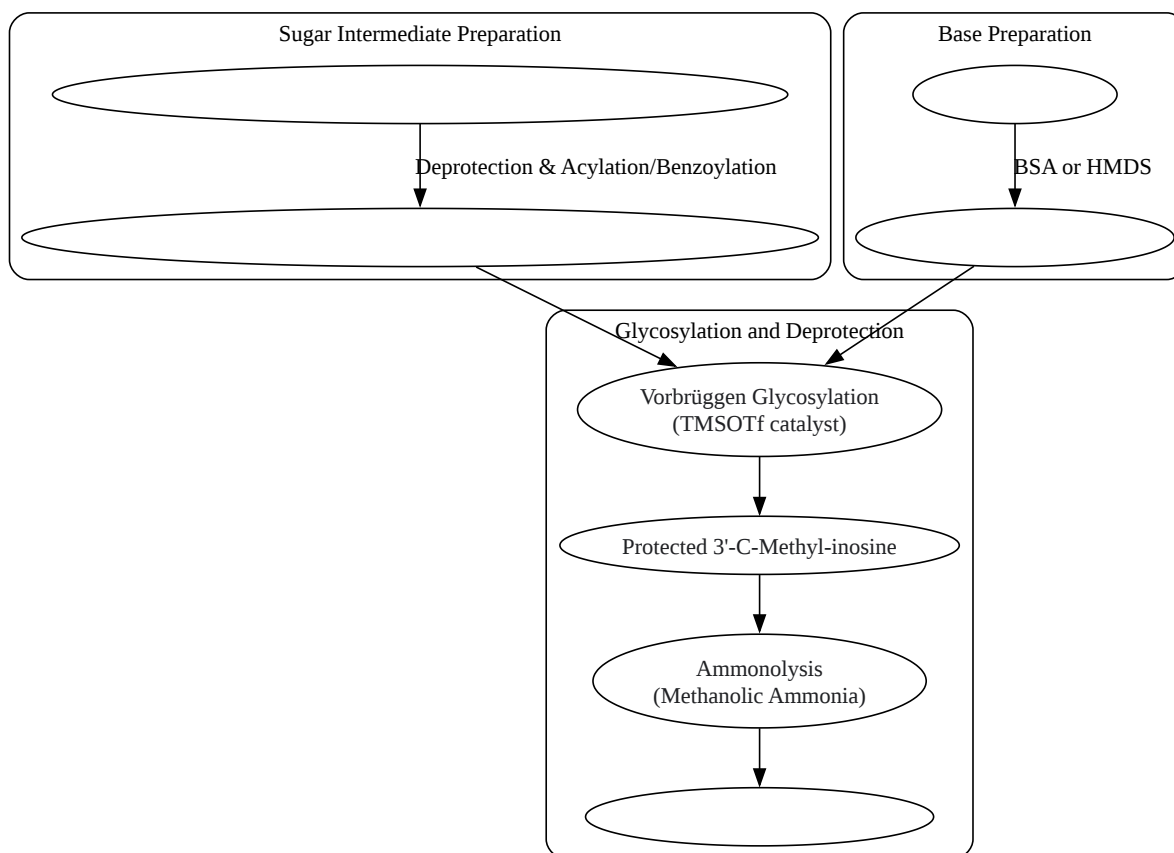 Sugar Intermediate Preparation
Base Preparation
Deprotection & Acylation/Benzoylation
BSA or HMDS
Glycosylation and Deprotection
Vorbrüggen Glycosylation
(TMSOTf catalyst)
Protected 3'-C-Methyl-inosine
Ammonolysis
(Methanolic Ammonia)